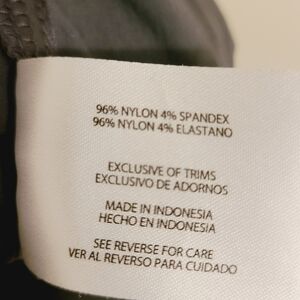 96% NYLON 4% SPANDEX
96% NYLON 4% ELASTANO
EXCLUSIVE OF TRIMS
EXCLUSIVO DE ADORNOS
MADE IN INDONESIA
HECHO EN INDONESIA
SEE REVERSE FOR CARE
VER AL REVERSO PARA CUIDADO